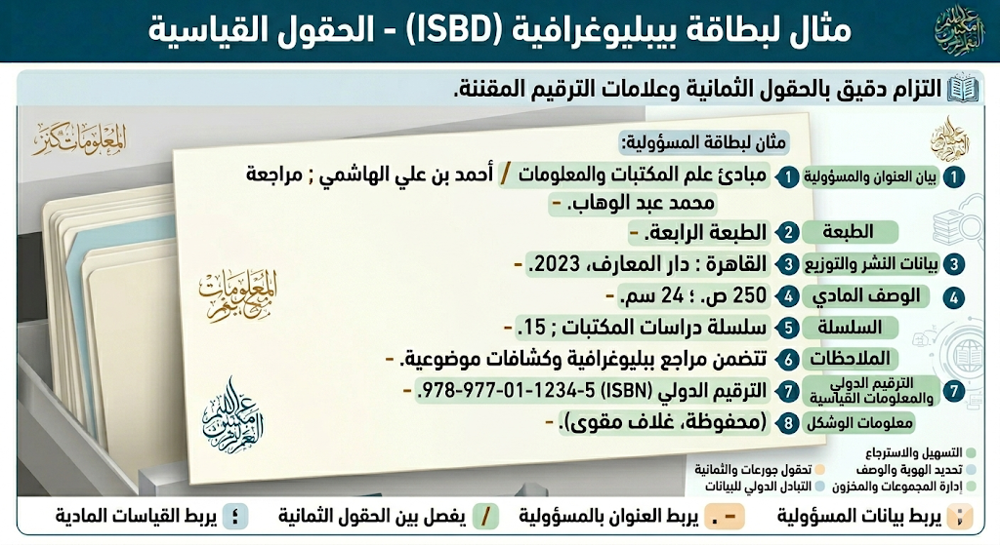 مثال لبطاقة بيبليوغرافية (ISBD) - الحقول القياسية
التزام دقيق بالحقول الثمانية وعلامات الترقيم المقننة.
مثال لبطاقة المسؤولية:
1 بيان العنوان والمسؤولية 1 مبادئ علم المكتبات والمعلومات / أحمد بن علي الهاشمي ; مراجعة
محمد عبد الوهاب. -
الطبعة 2 الطبعة الرابعة. -
3 بيانات النشر والتوزيع 3 القاهرة : دار المعارف، 2023. -
4 الوصف المادي 4 250 ص. ؛ 24 سم. -
السلسلة 5 سلسلة دراسات المكتبات ; 15. -
الملاحظات 6 تتضمن مراجع ببليوغرافية وكشافات موضوعية. -
7 الترقيم الدولي والمعلومات القياسية 7 الترقيم الدولي (ISBN) 978-977-01-1234-5. -
معلومات الوشكل 8 (محفوظة، غلاف مقوى). -
التسهيل والاسترجاع
تحديد الهوية والوصف
تحقول جورعات والثمانية
إدارة المجموعات والمخزون
التبادل الدولي للبيانات
; يربط بيانات المسؤولية
. - يربط العنوان بالمسؤولية
/ يفصل بين الحقول الثمانية
؛ يربط القياسات المادية